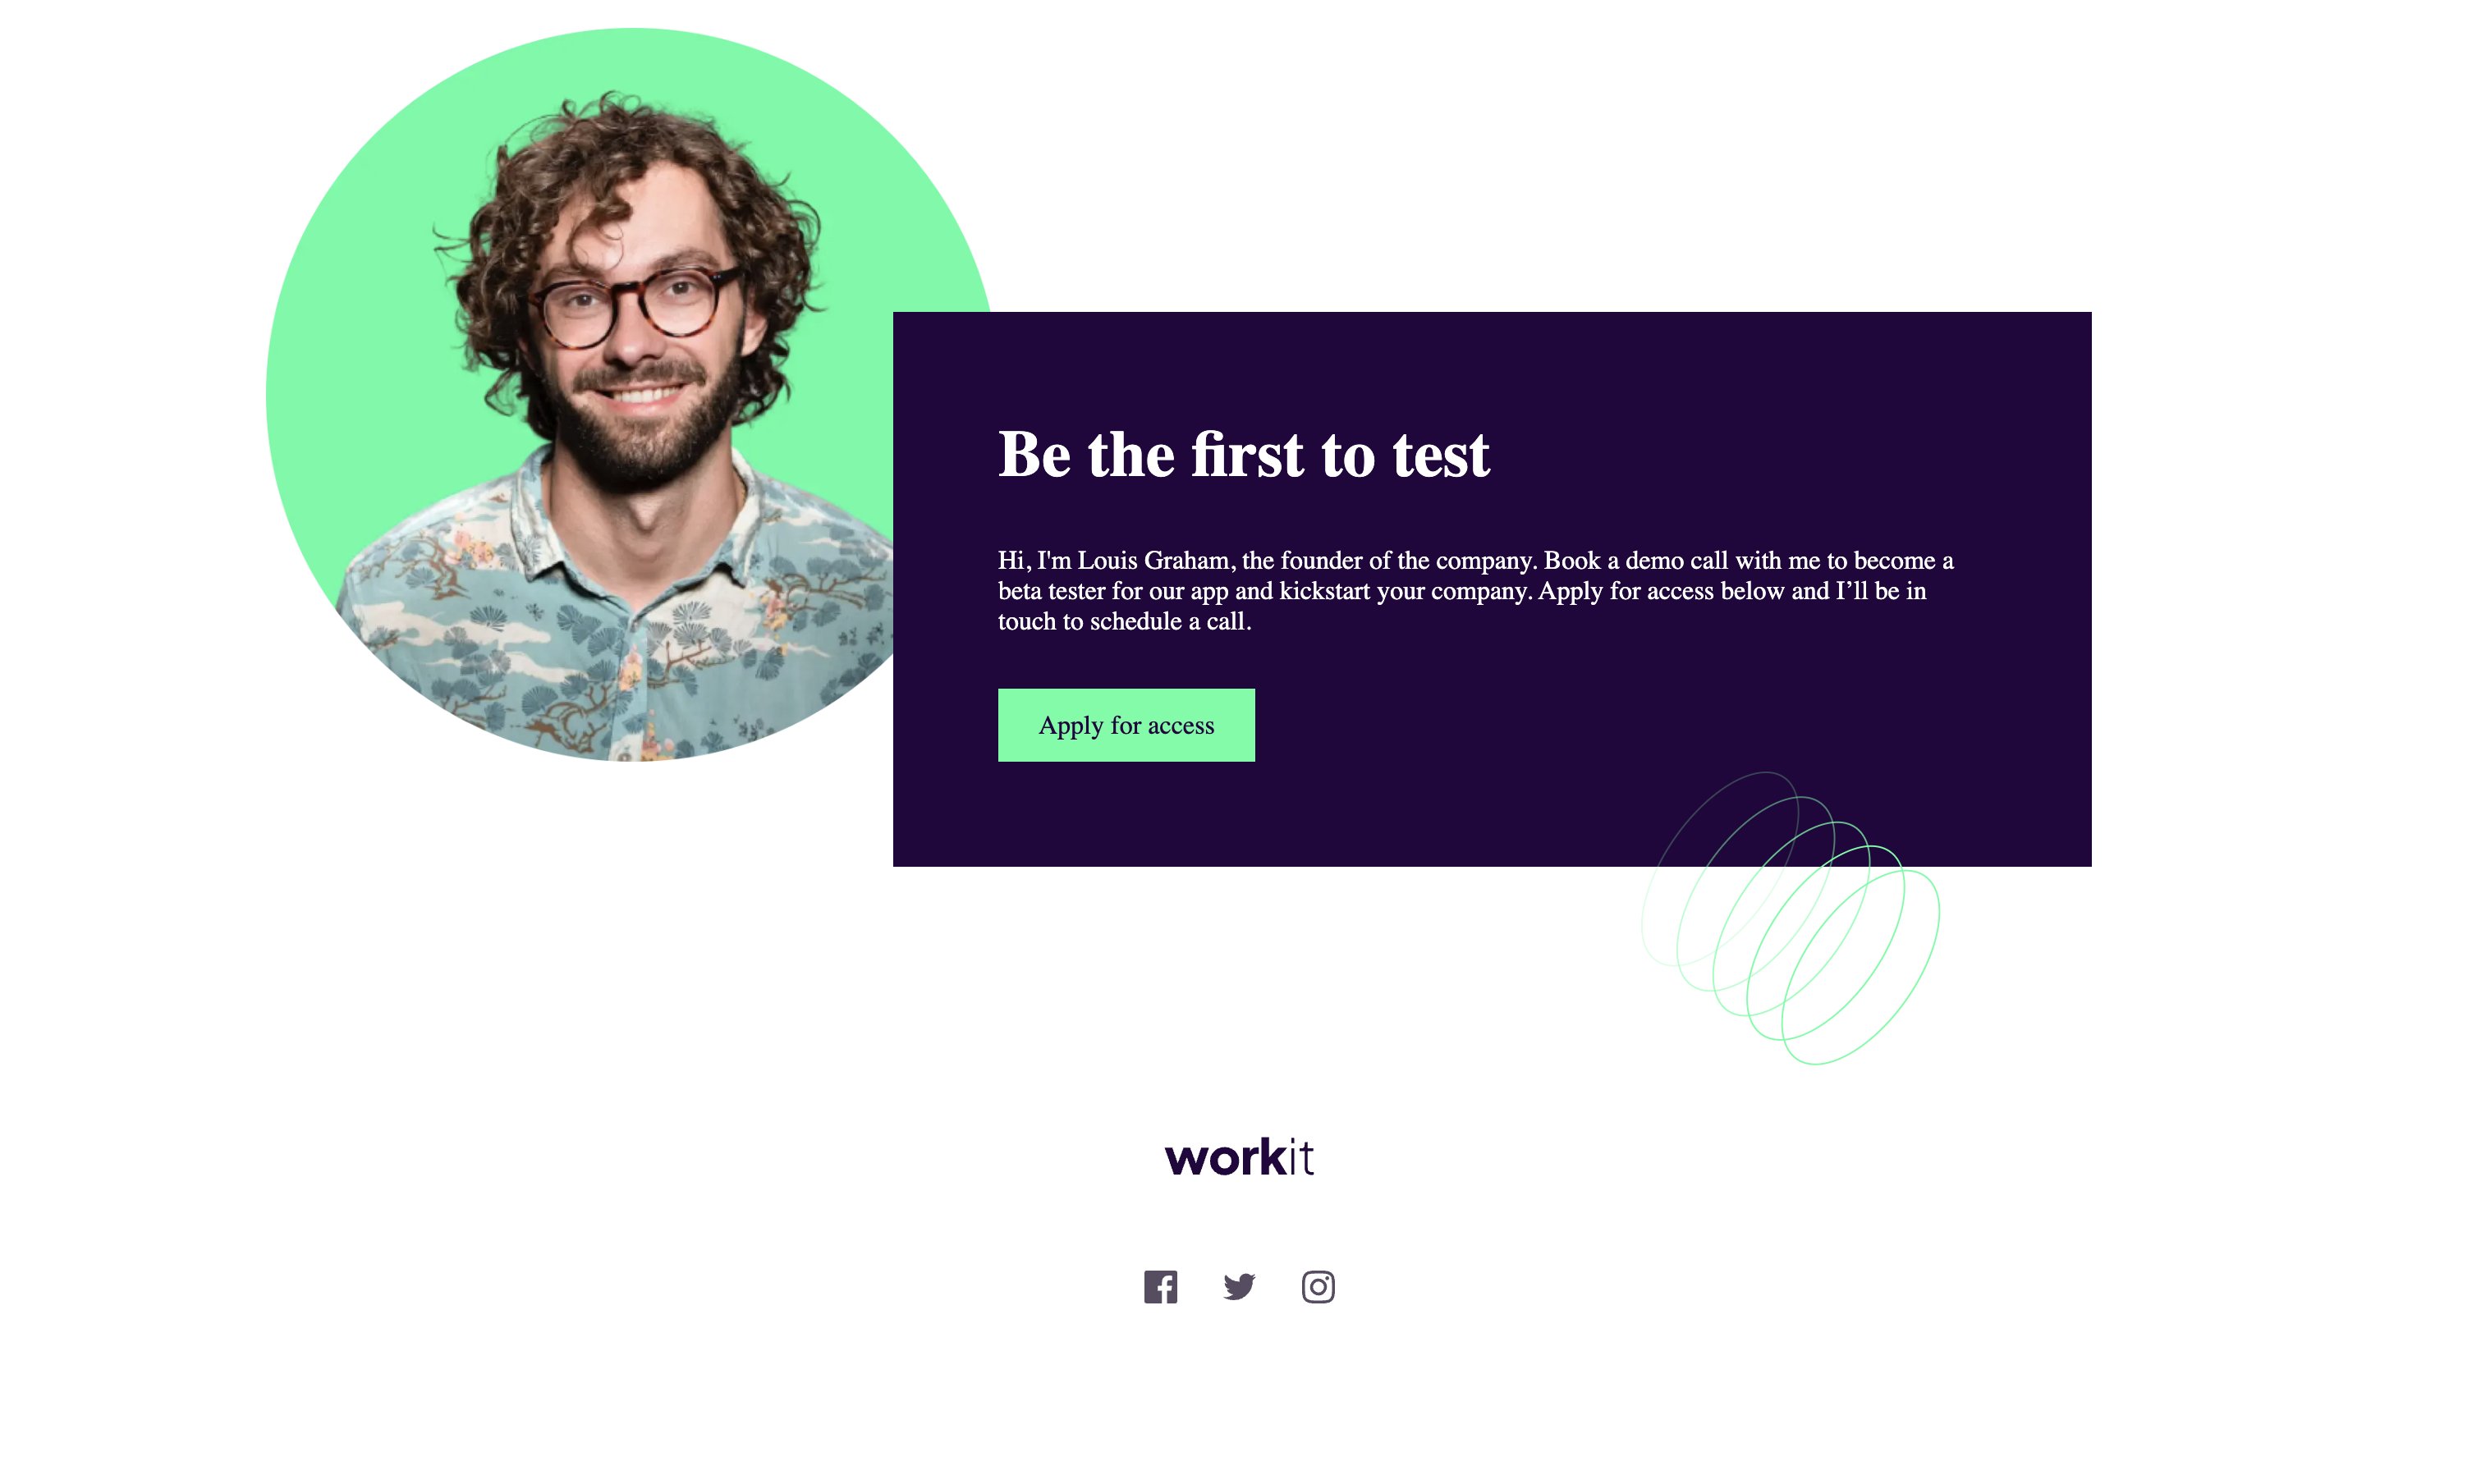 Be the first to test
Hi, I'm Louis Graham, the founder of the company. Book a demo call with me to become a
beta tester for our app and kickstart your company. Apply for access below and I’ll be in
touch to schedule a call.
Apply for access
workit